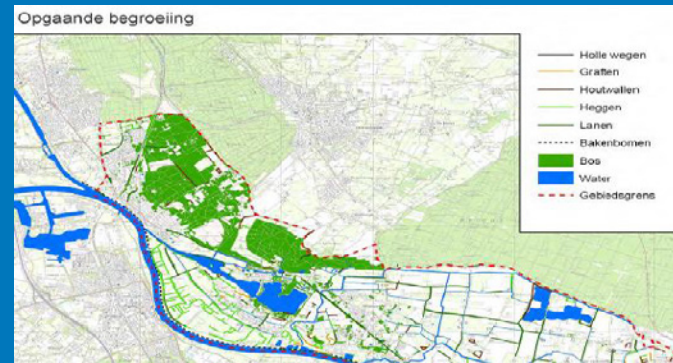 Opgaande begroeiing
Holle wegen
Graften
Houtwallen
Heggen
Lanen
Bakenbomen
Bos
Water
Gebiedsgrens